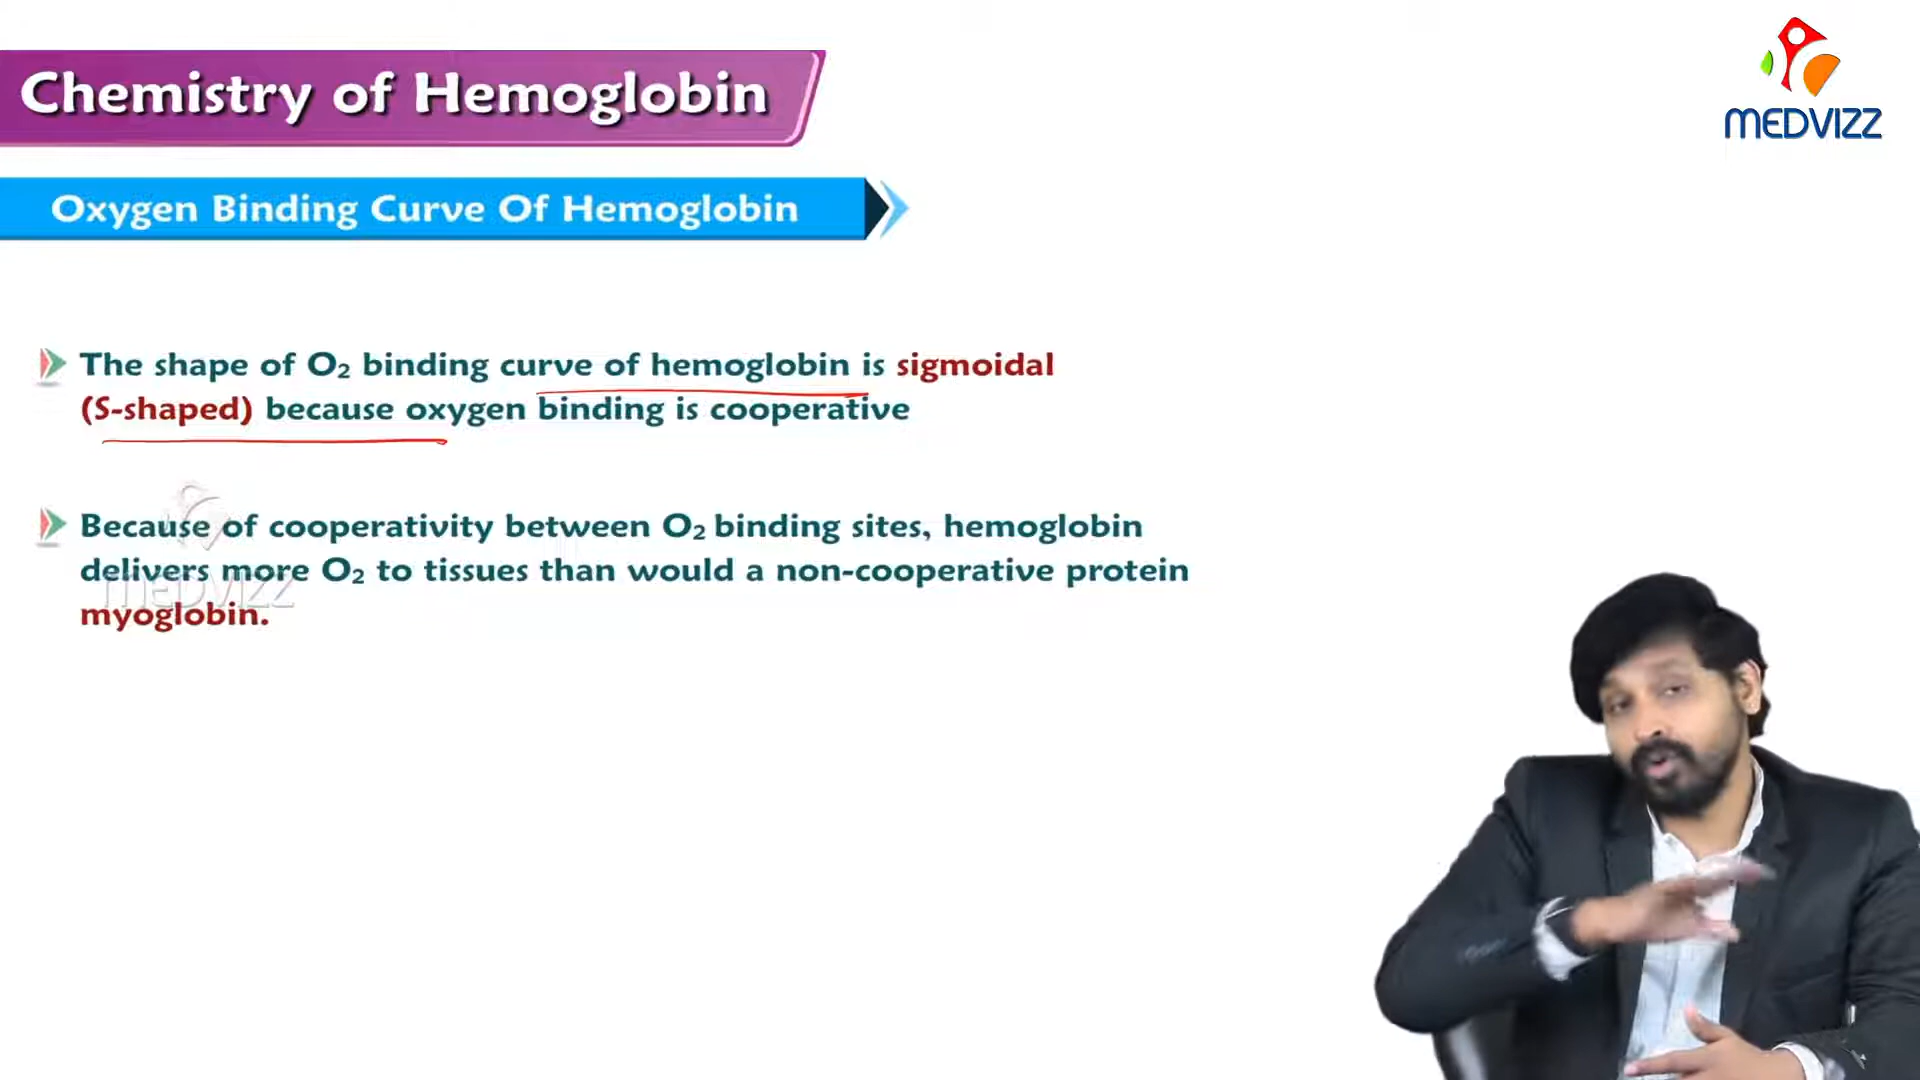 Chemistry of Hemoglobin
MEDVIZZ
Oxygen Binding Curve Of Hemoglobin
The shape of O₂ binding curve of hemoglobin is sigmoidal
(S-shaped) because oxygen binding is cooperative
Because of cooperativity between O₂ binding sites, hemoglobin
delivers more O₂ to tissues than would a non-cooperative protein
MEDVIZZ
myoglobin.